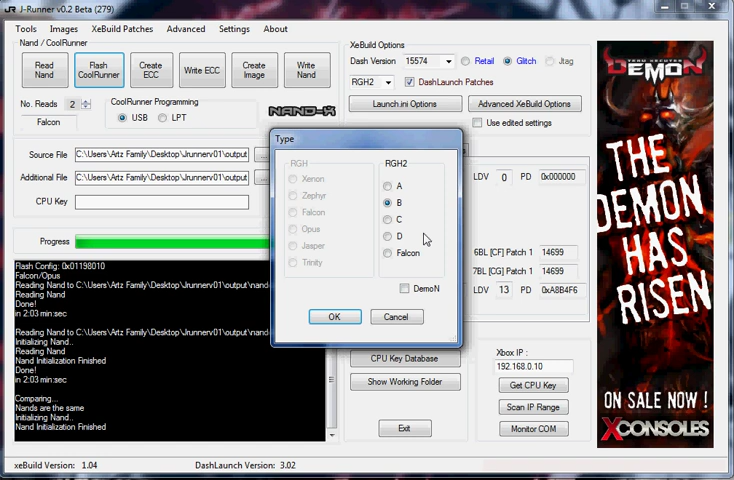 J-Runner v0.2 Beta (279)
Tools Images XeBuild Patches Advanced Settings About
Nand / CoolRunner
Read Nand
Rash CoolRunner
Create ECC
Write ECC
Create Image
Write Nand
No. Reads 2
Falcon
CoolRunner Programming
USB LPT
NAND-X
Source File C:\Users\Artz Family\Desktop\Jrunnerv01\output
Additional File C:\Users\Artz Family\Desktop\Jrunnerv01\output
CPU Key
Progress
Rash Config: 0x01198010
Falcon/Opus
Reading Nand to C:\Users\Artz Family\Desktop\Jrunnerv01\output\nand
Initializing Nand..
Reading Nand
Done!
in 2:03 min:sec
Reading Nand to C:\Users\Artz Family\Desktop\Jrunnerv01\output\nand
Initializing Nand..
Reading Nand
Nand Initialization Finished
Done!
in 2:03 min:sec
Comparing...
Nands are the same
Initializing Nand..
Nand Initialization Finished
XeBuild Options
Dash Version 15574 Retail Glitch Jtag
RGH2 DashLaunch Patches
Launch.ini Options Advanced XeBuild Options
Use edited settings
LDV 0 PD 0x000000
6BL [CF] Patch 1 14699
7BL [CG] Patch 1 14699
LDV 13 PD 0xA8B4F6
Type
RGH
Xenon
Zephyr
Falcon
Opus
Jasper
Trinity
RGH2
A
B
C
D
Falcon
DemoN
OK Cancel
CPU Key Database
Show Working Folder
Exit
Xbox IP :
192.168.0.10
Get CPU Key
Scan IP Range
Monitor COM
TEAM XECUTER
DEMON
THE
DEMON
HAS
RISEN
ON SALE NOW !
XCONSOLES
xeBuild Version: 1.04 DashLaunch Version: 3.02